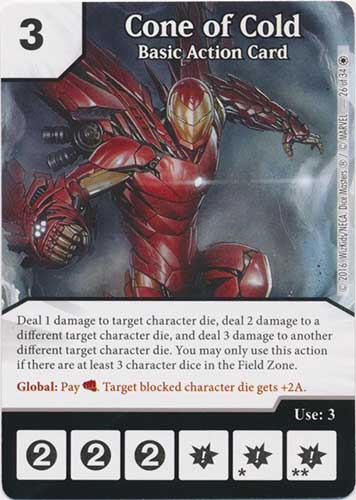 3
Cone of Cold
Basic Action Card
© 2016 WizKids/NECA Dice Masters ® / © MARVEL — 26 of 34
Deal 1 damage to target character die, deal 2 damage to a
different target character die, and deal 3 damage to another
different target character die. You may only use this action
if there are at least 3 character dice in the Field Zone.
Global: Pay . Target blocked character die gets +2A.
Use: 3
2 2 2 ! ! !
* **